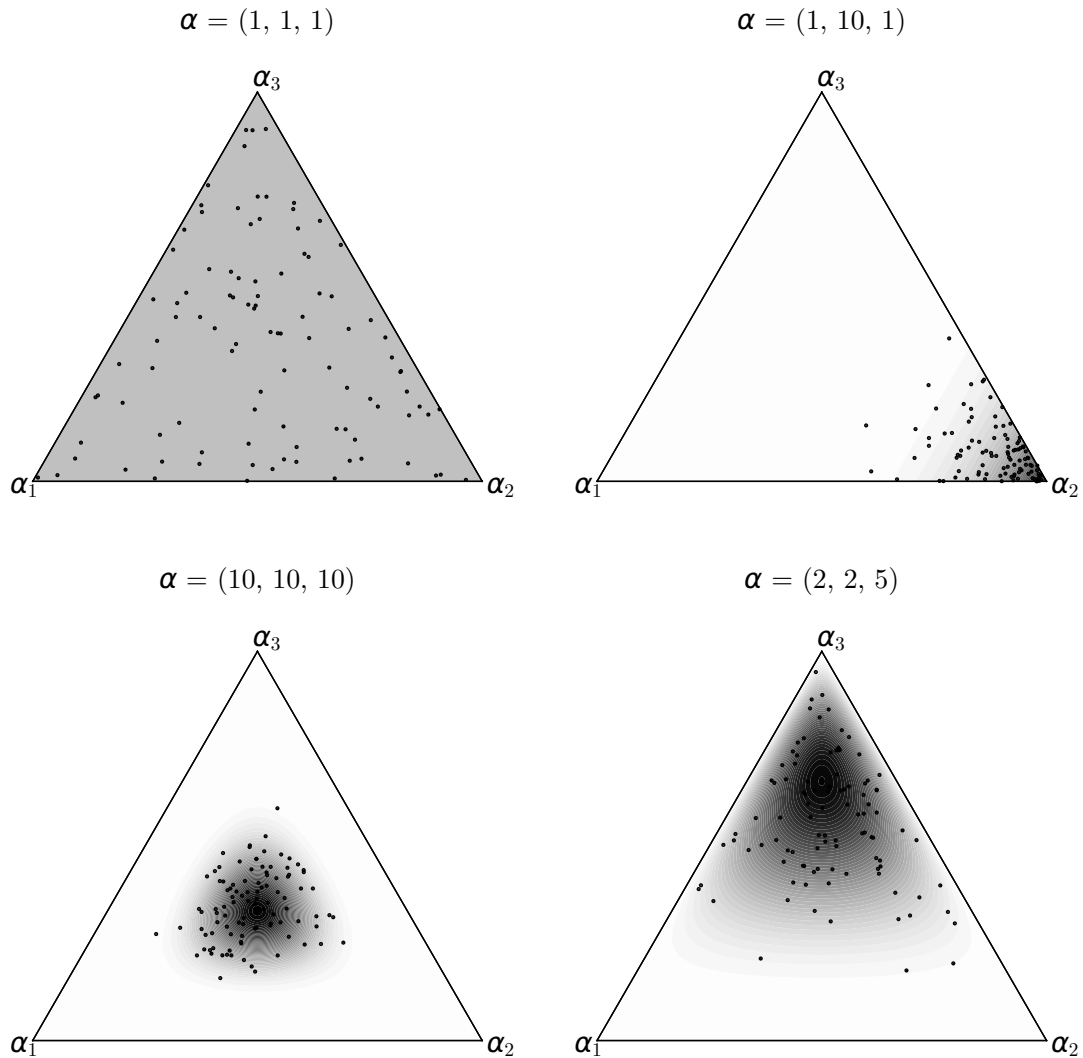 α = (1, 1, 1)
α = (1, 10, 1)
α₃
α₃
α₁
α₂
α₁
α₂
α = (10, 10, 10)
α = (2, 2, 5)
α₃
α₃
α₁
α₂
α₁
α₂